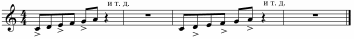 и т. д. и т. д.